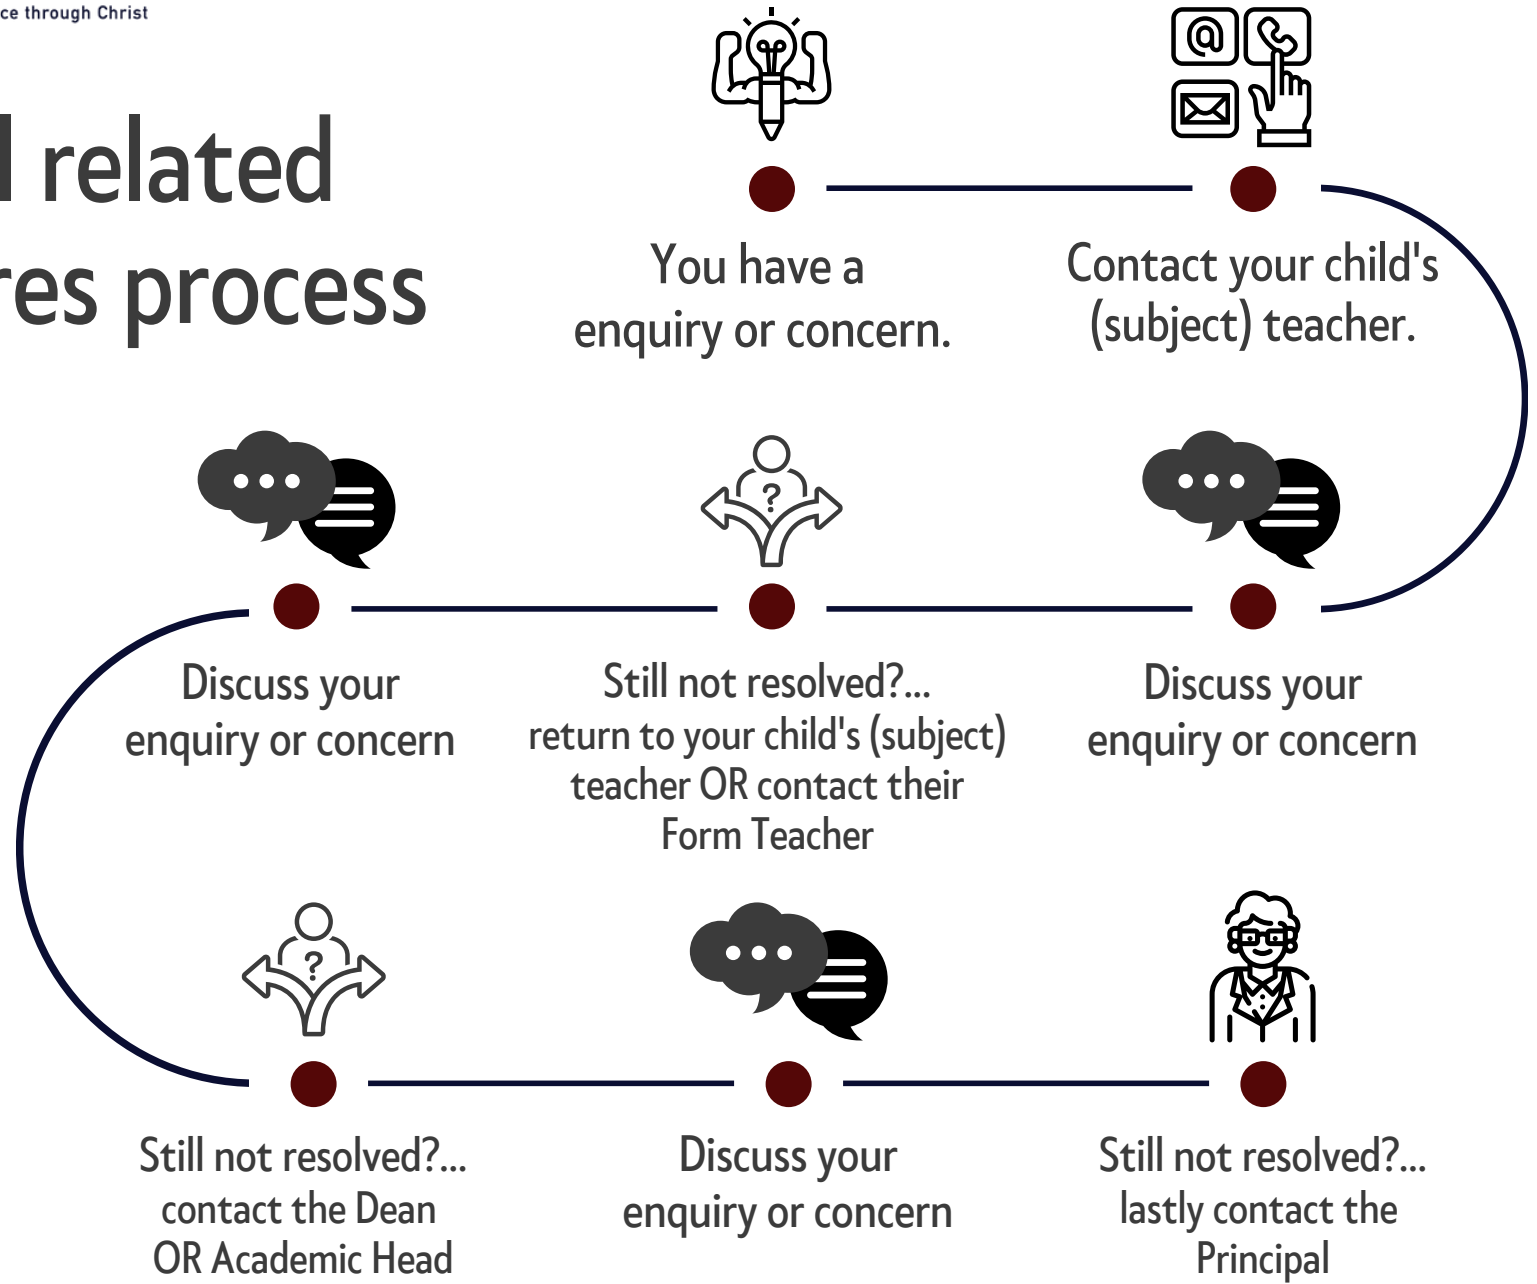 ce through Christ
l related
res process
You have a
enquiry or concern.
Contact your child's
(subject) teacher.
Discuss your
enquiry or concern
Still not resolved?...
return to your child's (subject)
teacher OR contact their
Form Teacher
Discuss your
enquiry or concern
Still not resolved?...
contact the Dean
OR Academic Head
Discuss your
enquiry or concern
Still not resolved?...
lastly contact the
Principal